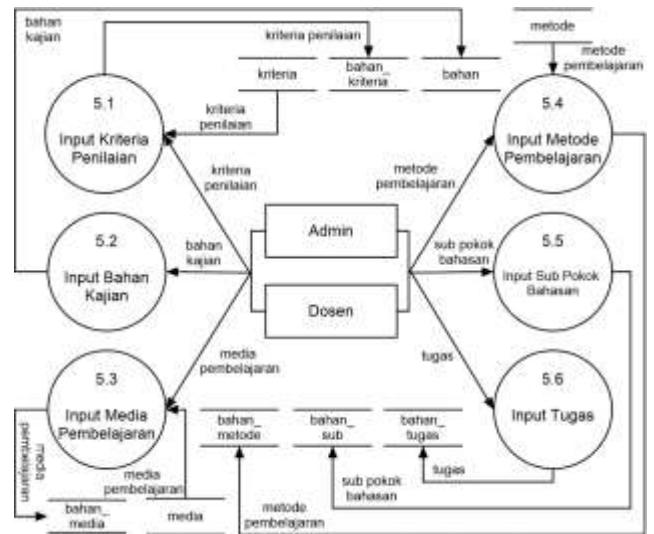 bahan
kajian
kriteria penilaian
metode
kriteria
bahan_
kriteria
bahan
metode
pembelajaran
5.1
Input Kriteria
Penilaian
kriteria
penilaian
5.4
Input Metode
Pembelajaran
kriteria
penilaian
metode
pembelajaran
Admin
5.2
Input Bahan
Kajian
bahan
kajian
sub pokok
bahasan
5.5
Input Sub Pokok
Bahasan
Dosen
media
pembelajaran
tugas
5.3
Input Media
Pembelajaran
5.6
Input Tugas
bahan_
metode
bahan_
sub
bahan_
tugas
media
pembelajaran
media
pembelajaran
sub pokok
bahasan
tugas
bahan_
media
media
metode
pembelajaran